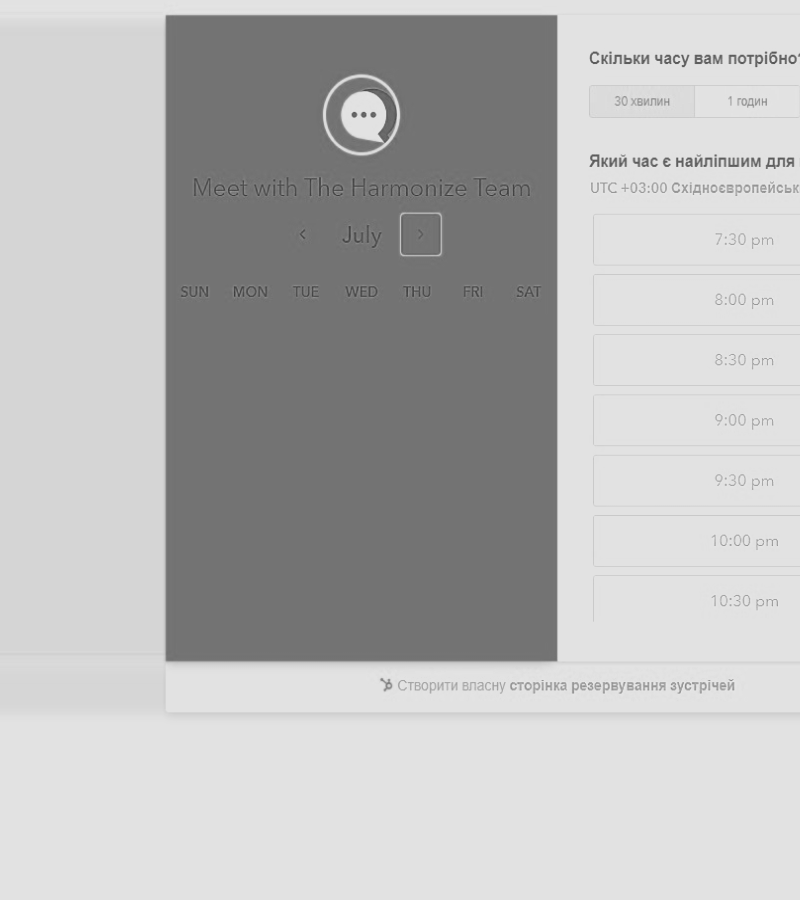 Meet with The Harmonize Team
July
SUN MON TUE WED THU FRI SAT
Скільки часу вам потрібно?
30 хвилин 1 годин
Який час є найліпшим для
UTC +03:00
7:30 pm
8:00 pm
8:30 pm
9:00 pm
9:30 pm
10:00 pm
10:30 pm
Створити власну сторінка резервування зустрічей